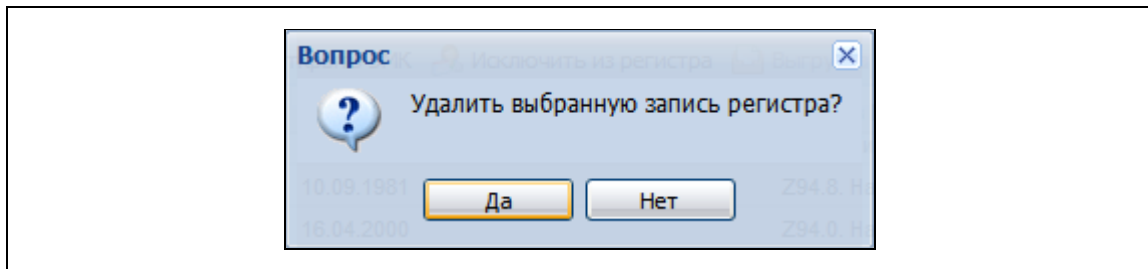 Вопрос
Исключить из регистра
Удалить выбранную запись регистра?
10.09.1981 Z94.8.
Да Нет
16.04.2000 Z94.0.